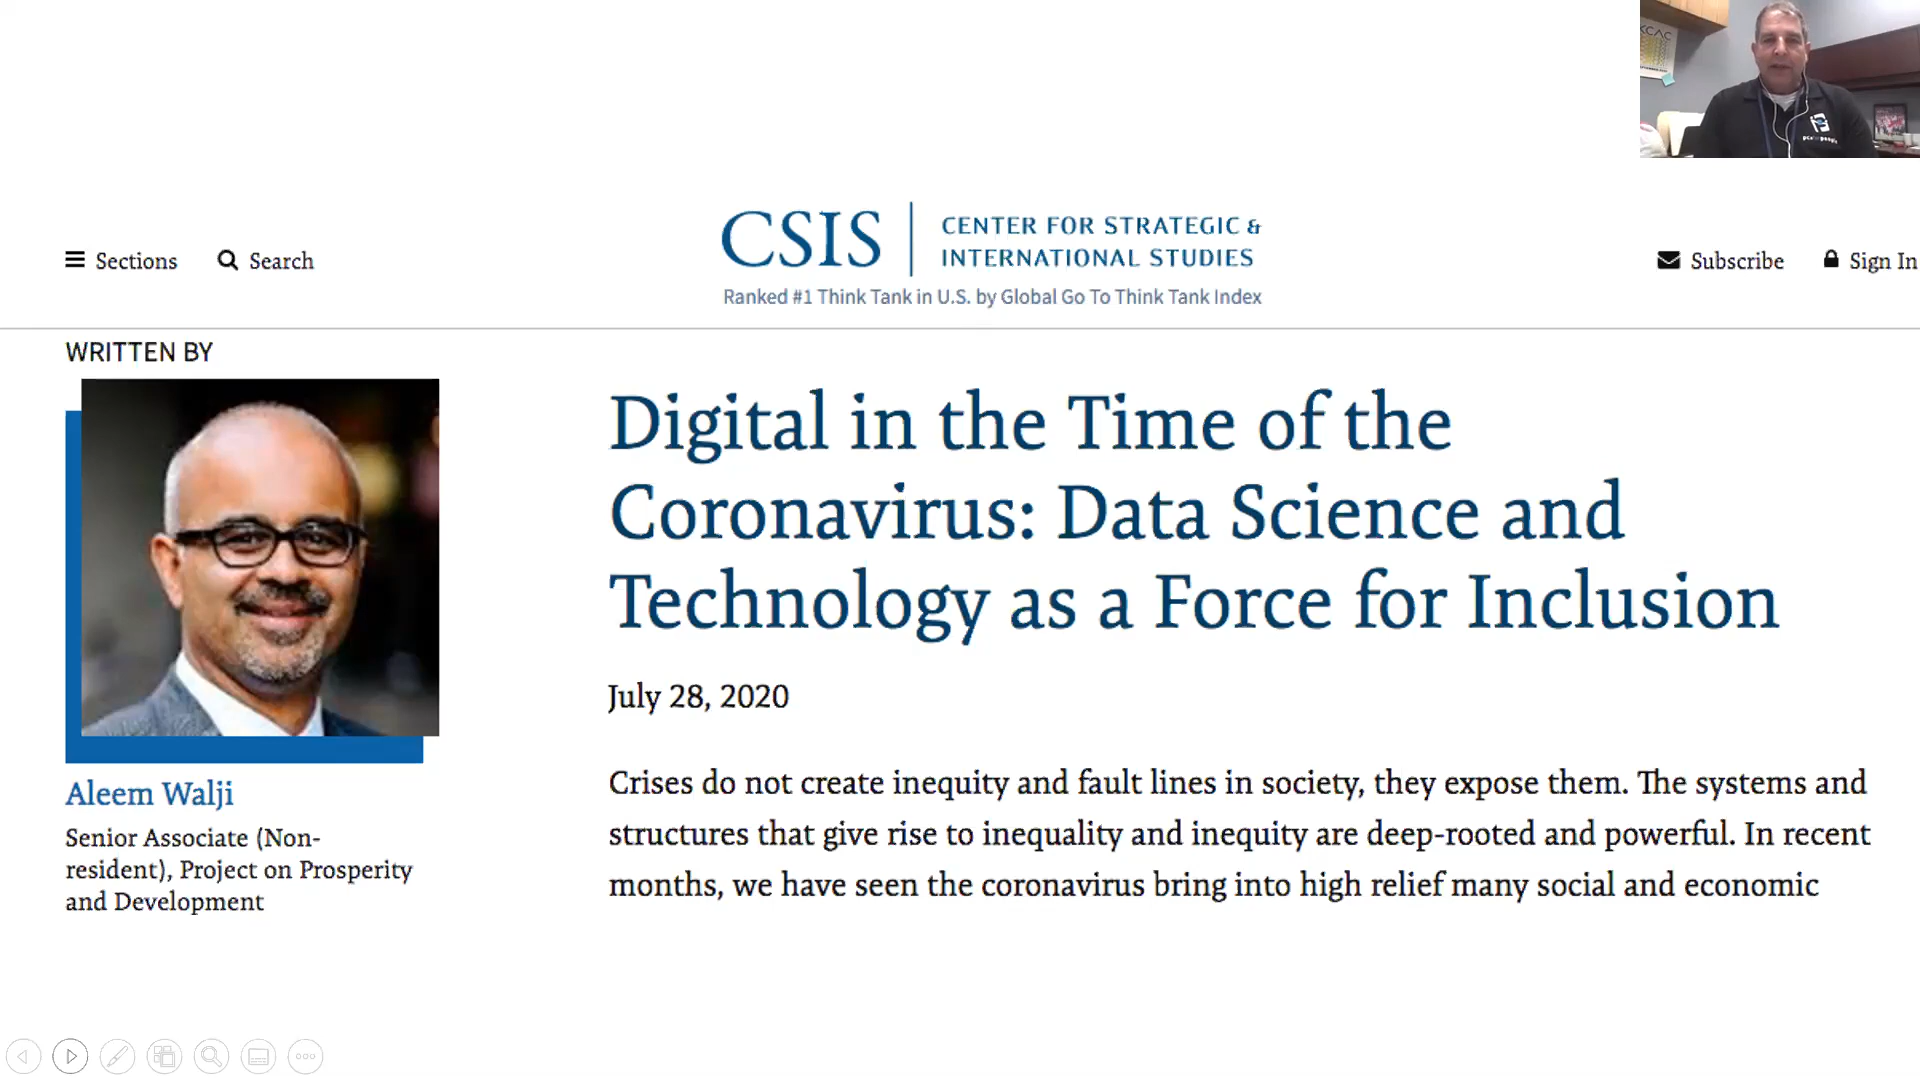 KCAC
pcs for people
CSIS
CENTER FOR STRATEGIC &
INTERNATIONAL STUDIES
Ranked #1 Think Tank in U.S. by Global Go To Think Tank Index
Sections
Search
Subscribe
Sign In
WRITTEN BY
Aleem Walji
Senior Associate (Non-
resident), Project on Prosperity
and Development
Digital in the Time of the
Coronavirus: Data Science and
Technology as a Force for Inclusion
July 28, 2020
Crises do not create inequity and fault lines in society, they expose them. The systems and
structures that give rise to inequality and inequity are deep-rooted and powerful. In recent
months, we have seen the coronavirus bring into high relief many social and economic